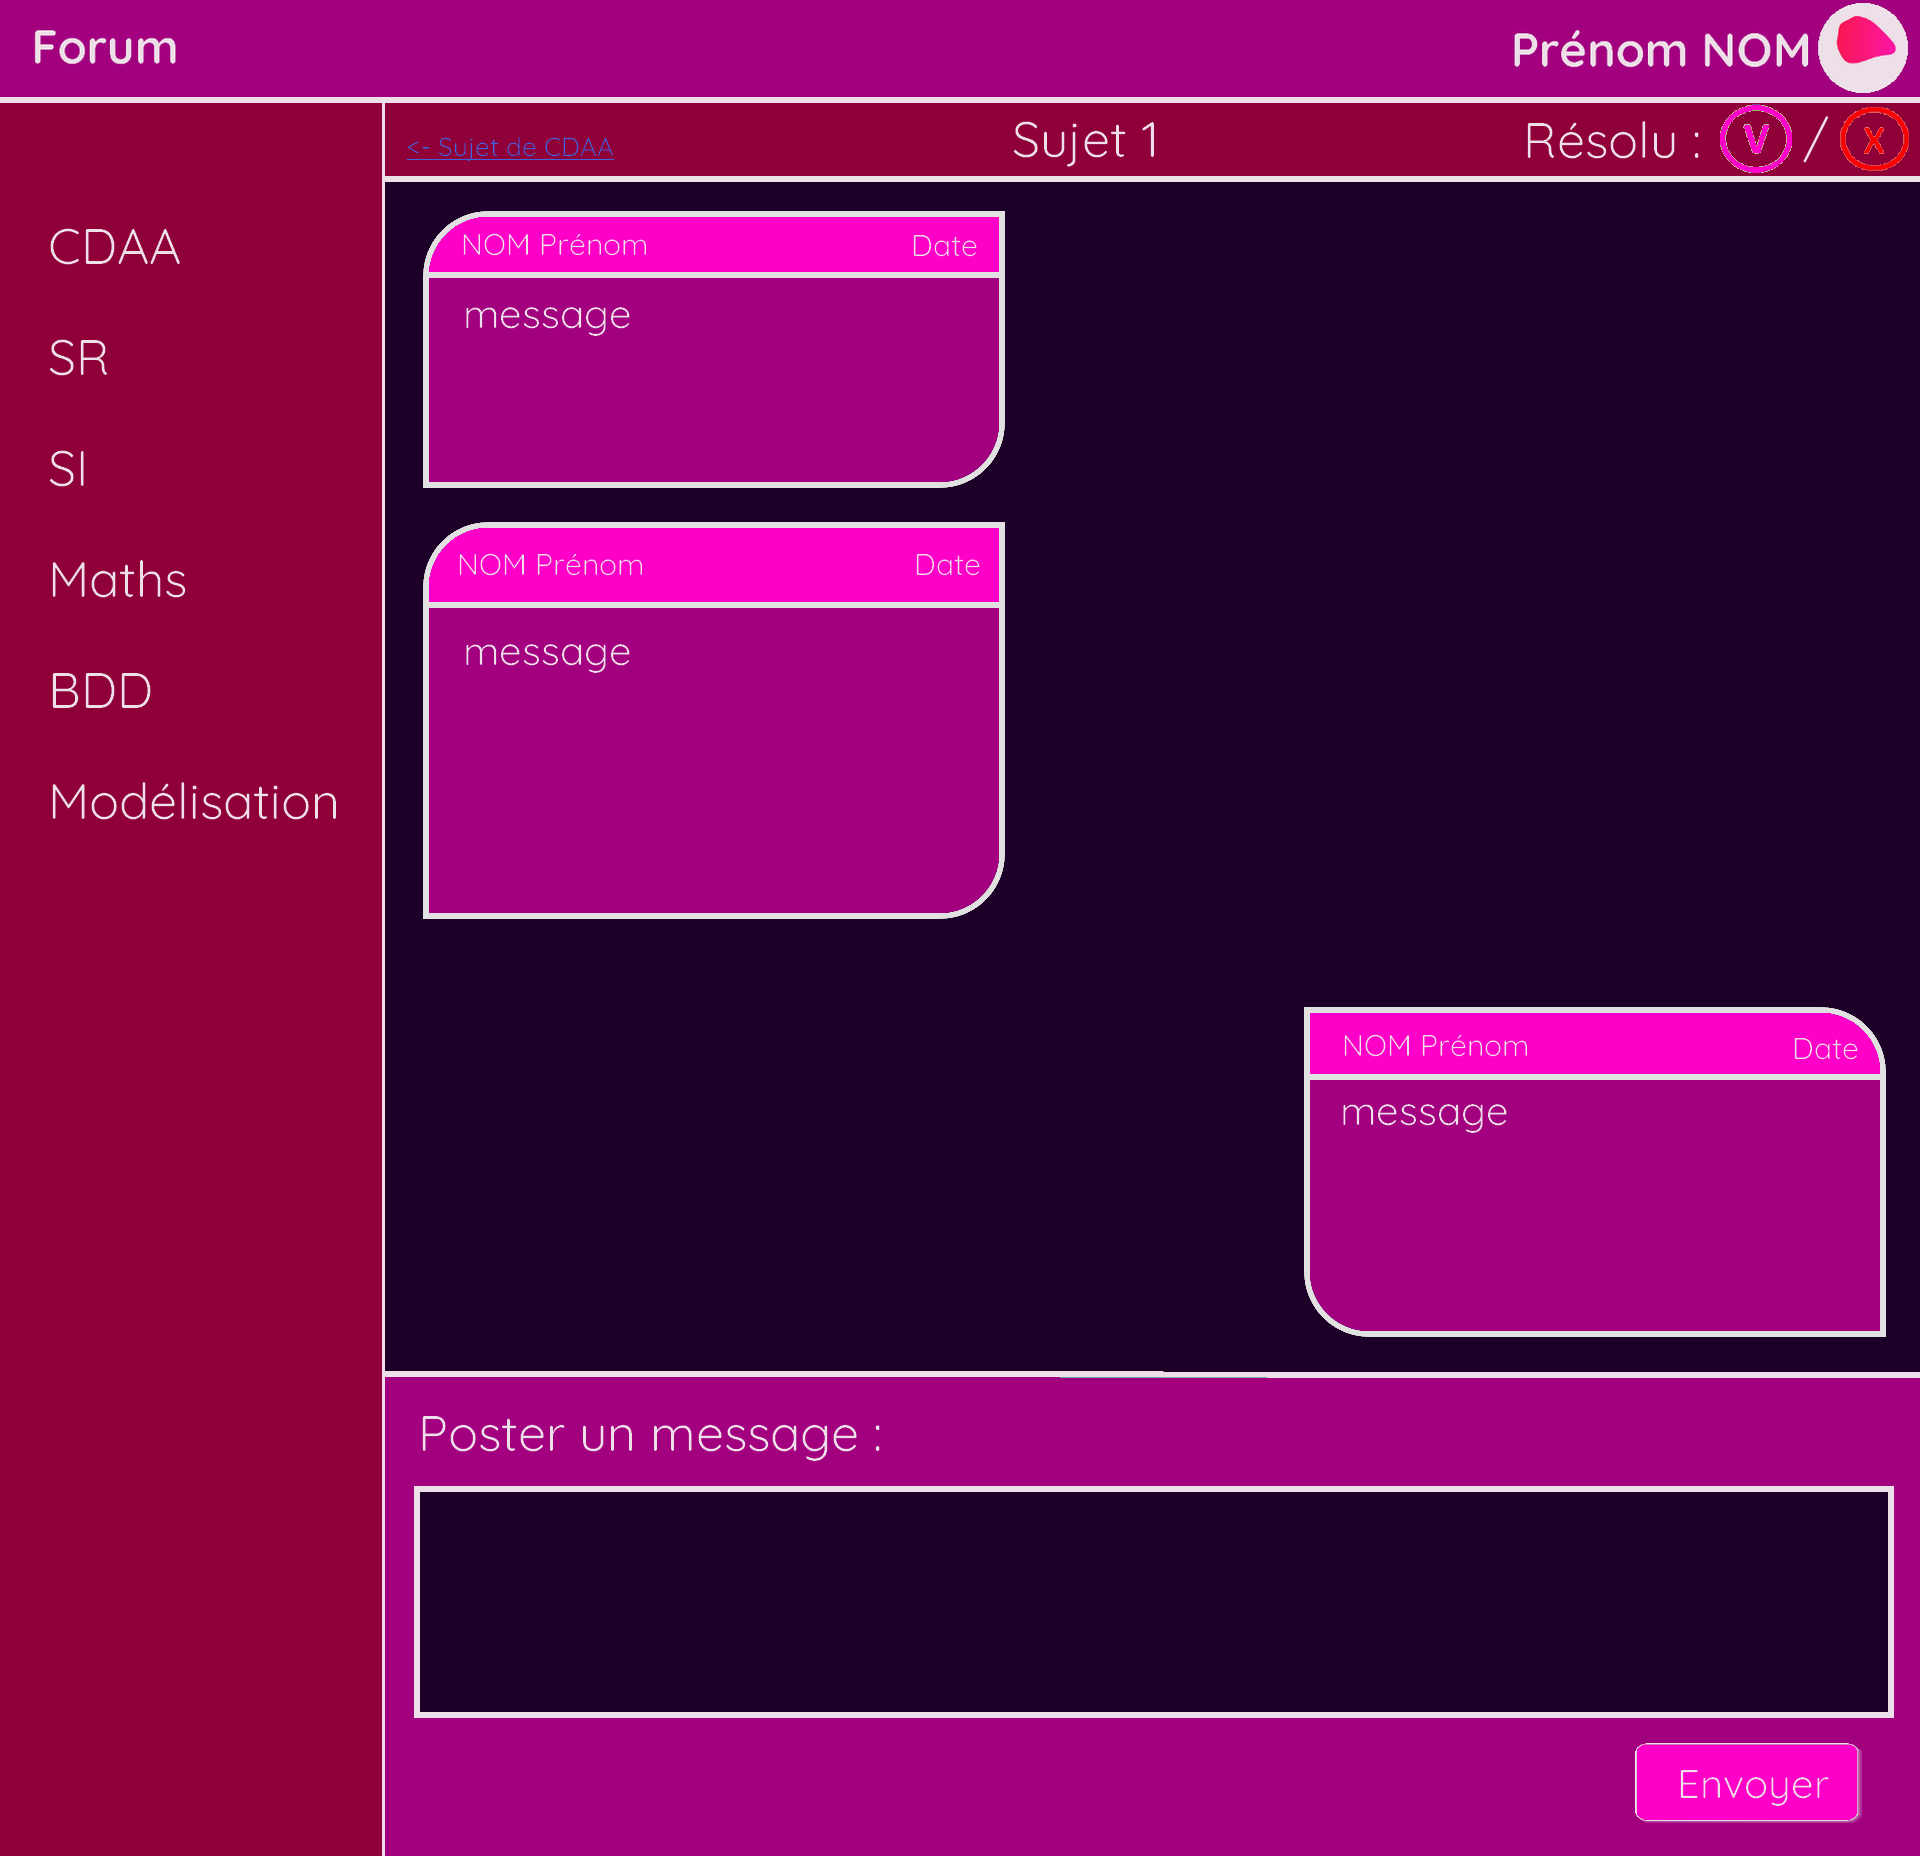 Forum
Prénom NOM
<- Sujet de CDAA
Sujet 1
Résolu : V / X
CDAA
SR
SI
Maths
BDD
Modélisation
NOM Prénom
Date
message
NOM Prénom
Date
message
NOM Prénom
Date
message
Poster un message :
Envoyer